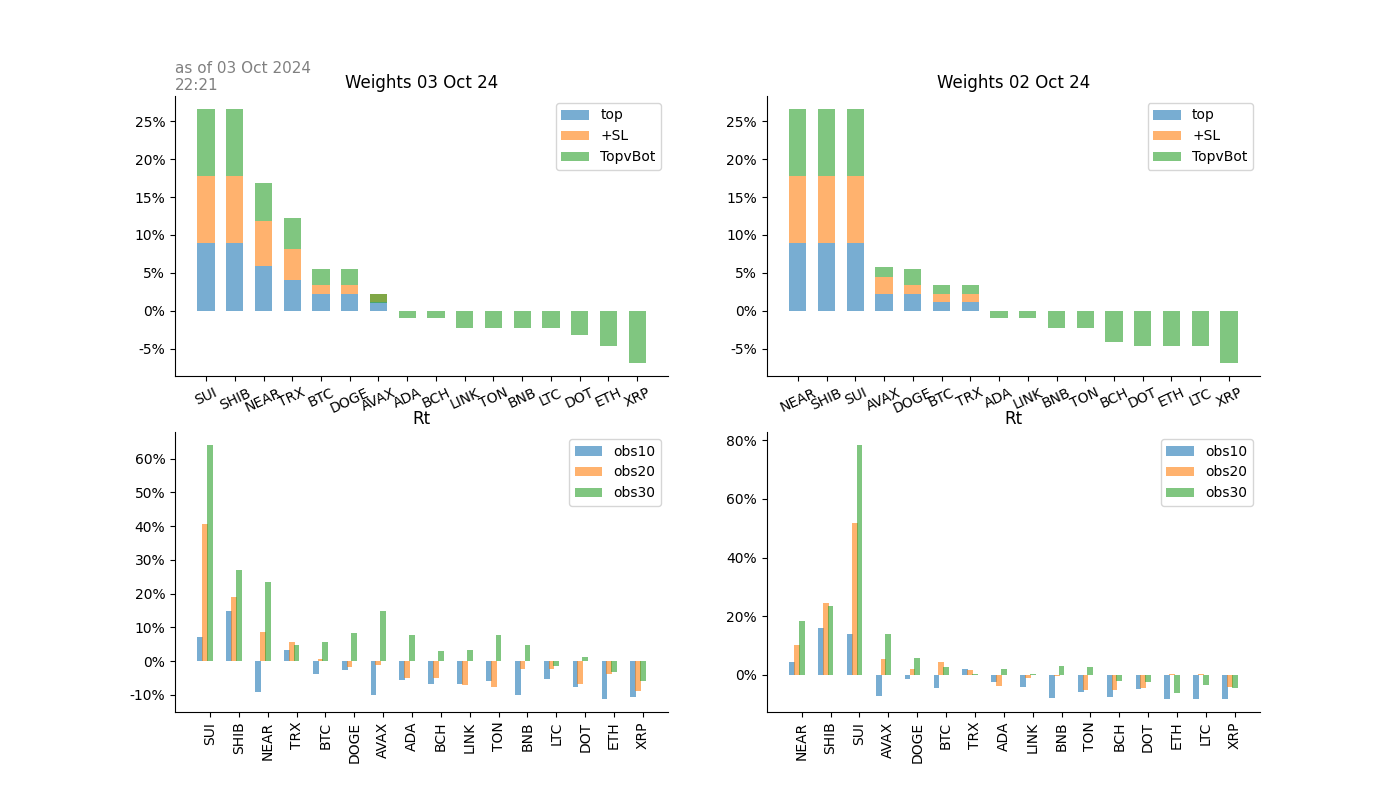 as of 03 Oct 2024
22:21
Weights 03 Oct 24
25%
20%
15%
10%
5%
0%
-5%
top
+SL
TopvBot
SUI SHIB NEAR TRX BTC DOGE AVAX ADA BCH LINK TON BNB LTC DOT ETH XRP
Weights 02 Oct 24
25%
20%
15%
10%
5%
0%
-5%
top
+SL
TopvBot
NEAR SHIB SUI AVAX DOGE BTC TRX ADA LINK BNB TON BCH DOT ETH LTC XRP
Rt
60%
50%
40%
30%
20%
10%
0%
-10%
obs10
obs20
obs30
SUI SHIB NEAR TRX BTC DOGE AVAX ADA BCH LINK TON BNB LTC DOT ETH XRP
Rt
80%
60%
40%
20%
0%
obs10
obs20
obs30
NEAR SHIB SUI AVAX DOGE BTC TRX ADA LINK BNB TON BCH DOT ETH LTC XRP